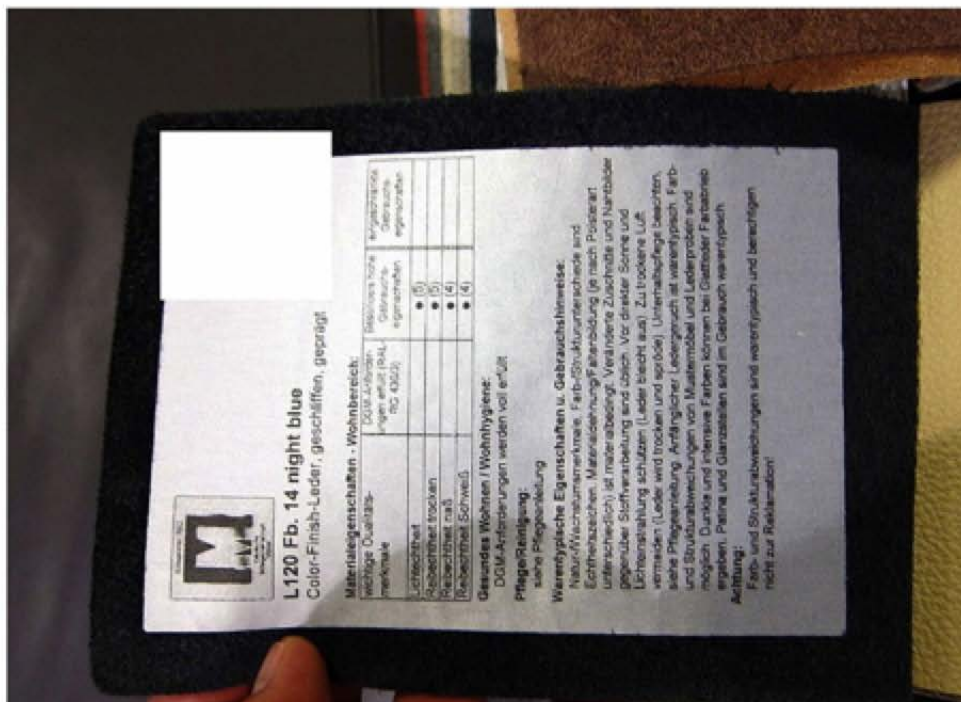 L120 Fb. 14 night blue
Color-Finish-Leder, geschliffen, geprägt
Materialeigenschaften - Wohnbereich:
wichtige Qualitäts-
merkmale
DGM-Anforder-
ungen erfüllt (RAL-
RG 430/3)
Besonders hohe
Gebrauchs-
eigenschaften
eingeschränkte
Gebrauchs-
eigenschaften
Lichtechtheit ● (5)
Reibechtheit trocken ● (5)
Reibechtheit naß ● (4)
Reibechtheit Schweiß ● (4)
Gesundes Wohnen / Wohnhygiene:
DGM-Anforderungen werden voll erfüllt
Pflege/Reinigung:
siehe Pflegeanleitung
Warentypische Eigenschaften u. Gebrauchshinweise:
Natur-/Wachstumsmerkmale, Farb-/Strukturunterschiede sind
Echtheitszeichen. Materialdehnung/Faltenbildung (je nach Polsterart
unterschiedlich) ist materialbedingt. Veränderte Zuschnitte und Nahtbilder
gegenüber Stoffverarbeitung sind üblich. Vor direkter Sonne und
Lichteinstrahlung schützen (Leder bleicht aus). Zu trockene Luft
vermeiden (Leder wird trocken und spröde). Unterhaltspflege beachten,
siehe Pflegeanleitung. Anfänglicher Ledergeruch ist warentypisch. Farb-
und Strukturabweichungen von Mustermöbel und Lederproben sind
möglich. Dunkle und intensive Farben können bei Glattleder Farbabrieb
ergeben. Patina und Glanzstellen sind im Gebrauch warentypisch.
Achtung:
Farb- und Strukturabweichungen sind warentypisch und berechtigen
nicht zur Reklamation!